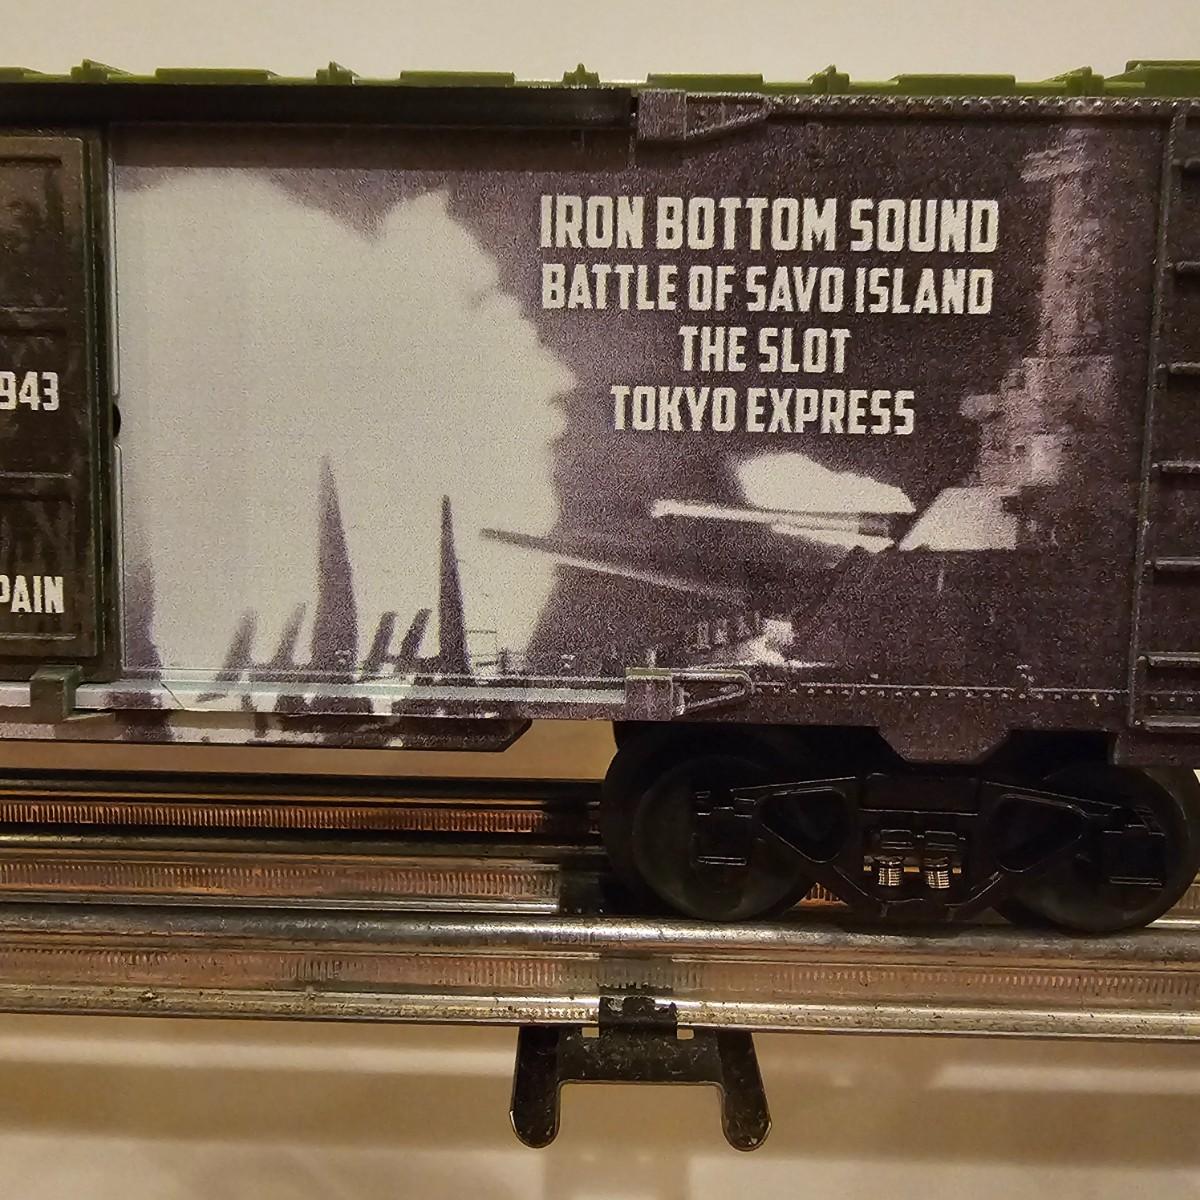 IRON BOTTOM SOUND
BATTLE OF SAVO ISLAND
THE SLOT
TOKYO EXPRESS
943
PAIN